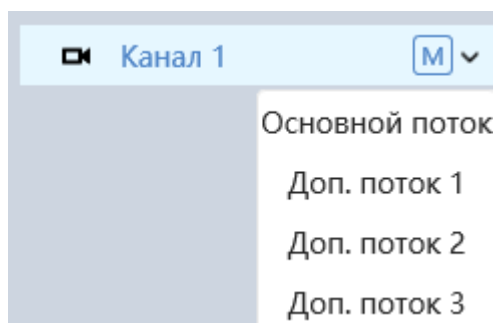 Канал 1 M
Основной поток
Доп. поток 1
Доп. поток 2
Доп. поток 3